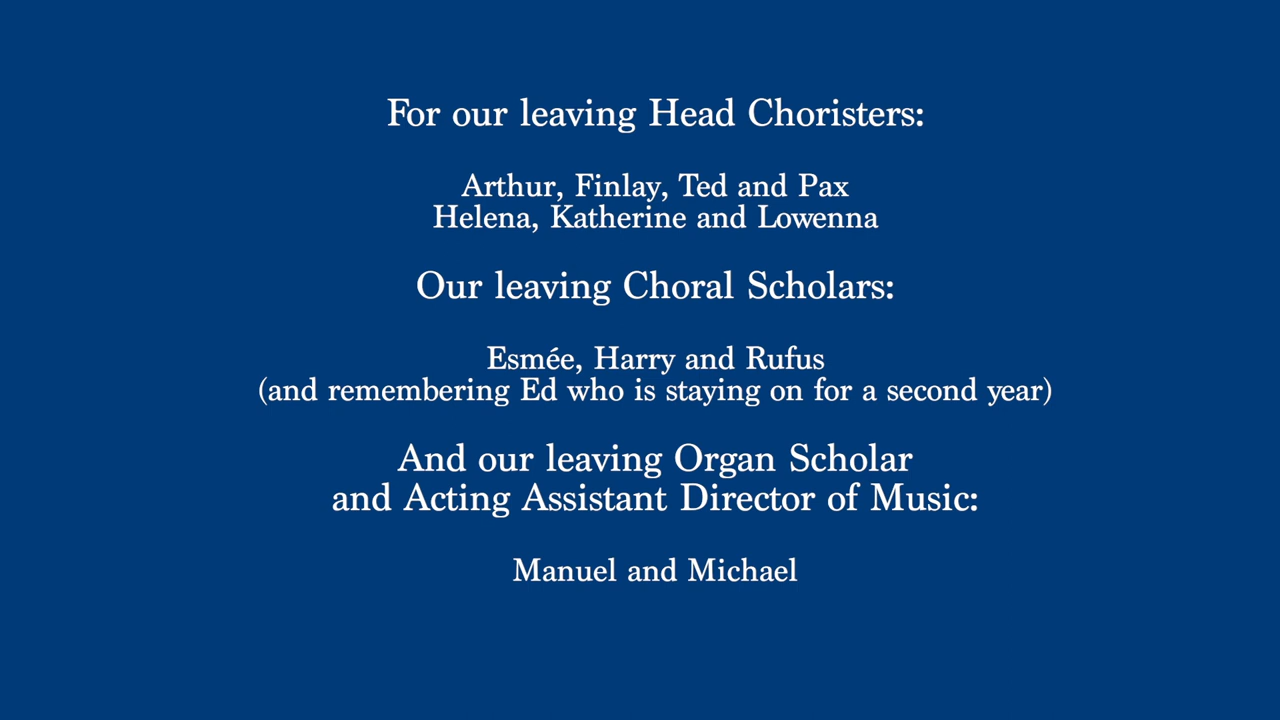 For our leaving Head Choristers:
Arthur, Finlay, Ted and Pax
Helena, Katherine and Lowenna
Our leaving Choral Scholars:
Esmée, Harry and Rufus
(and remembering Ed who is staying on for a second year)
And our leaving Organ Scholar
and Acting Assistant Director of Music:
Manuel and Michael